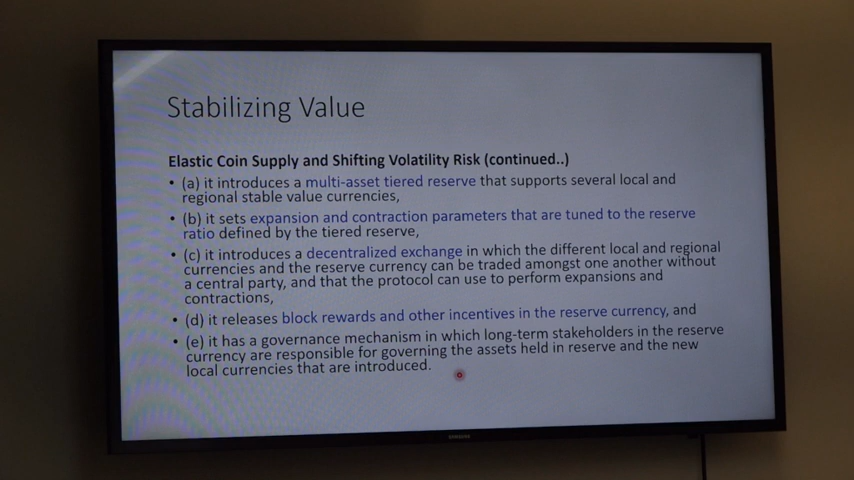 Stabilizing Value
Elastic Coin Supply and Shifting Volatility Risk (continued..)
• (a) it introduces a multi-asset tiered reserve that supports several local and
regional stable value currencies,
• (b) it sets expansion and contraction parameters that are tuned to the reserve
ratio defined by the tiered reserve,
• (c) it introduces a decentralized exchange in which the different local and regional
currencies and the reserve currency can be traded amongst one another without
a central party, and that the protocol can use to perform expansions and
contractions,
• (d) it releases block rewards and other incentives in the reserve currency, and
• (e) it has a governance mechanism in which long-term stakeholders in the reserve
currency are responsible for governing the assets held in reserve and the new
local currencies that are introduced.
SAMSUNG